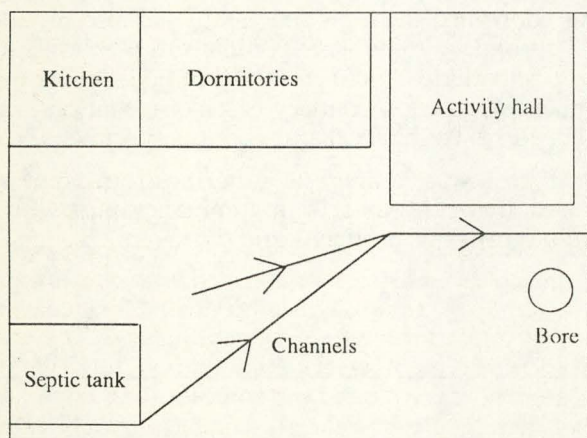 Kitchen
Dormitories
Activity hall
Channels
Bore
Septic tank